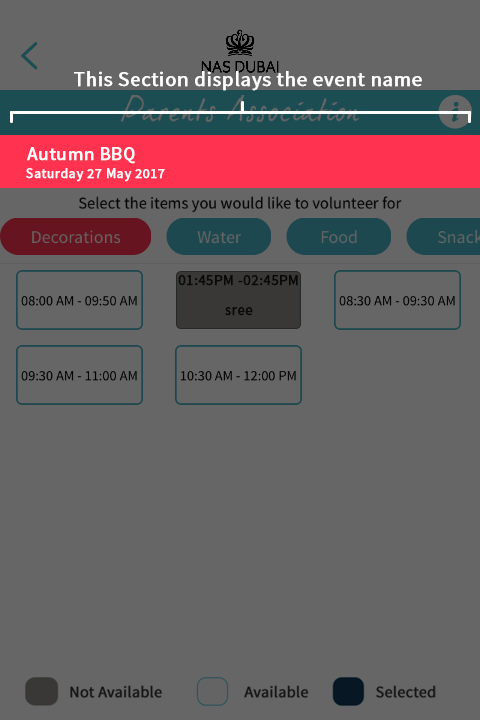 NAS DUBAI
This Section displays the event name
Parents Association
Autumn BBQ
Saturday 27 May 2017
Select the items you would like to volunteer for
Decorations Water Food Snack
08:00 AM - 09:50 AM
01:45PM -02:45PM
sree
08:30 AM - 09:30 AM
09:30 AM - 11:00 AM
10:30 AM - 12:00 PM
Not Available Available Selected